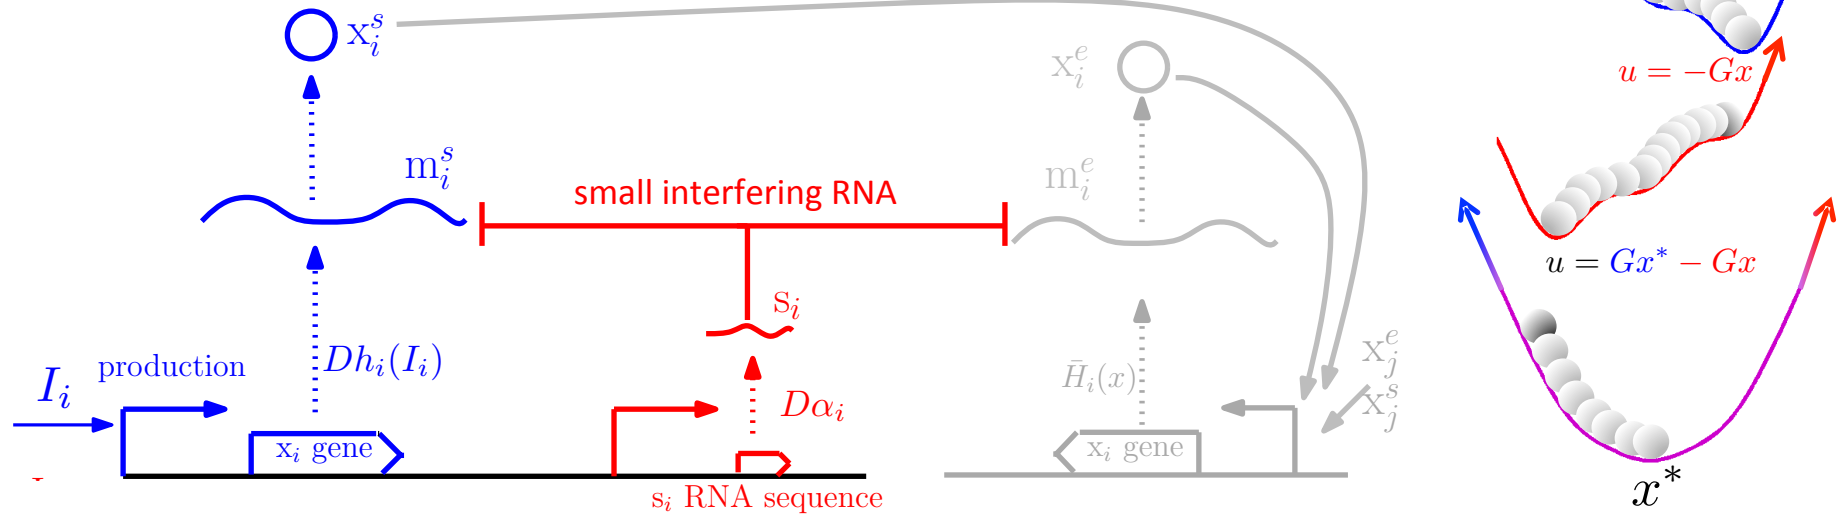 x_i^s
x_i^e
u = −Gx
m_i^s
m_i^e
small interfering RNA
u = Gx* − Gx
s_i
production
Dh_i(I_i)
I_i
Dα_i
H̄_i(x)
x_j^e
x_j^s
x_i gene
x_i gene
s_i RNA sequence
x*